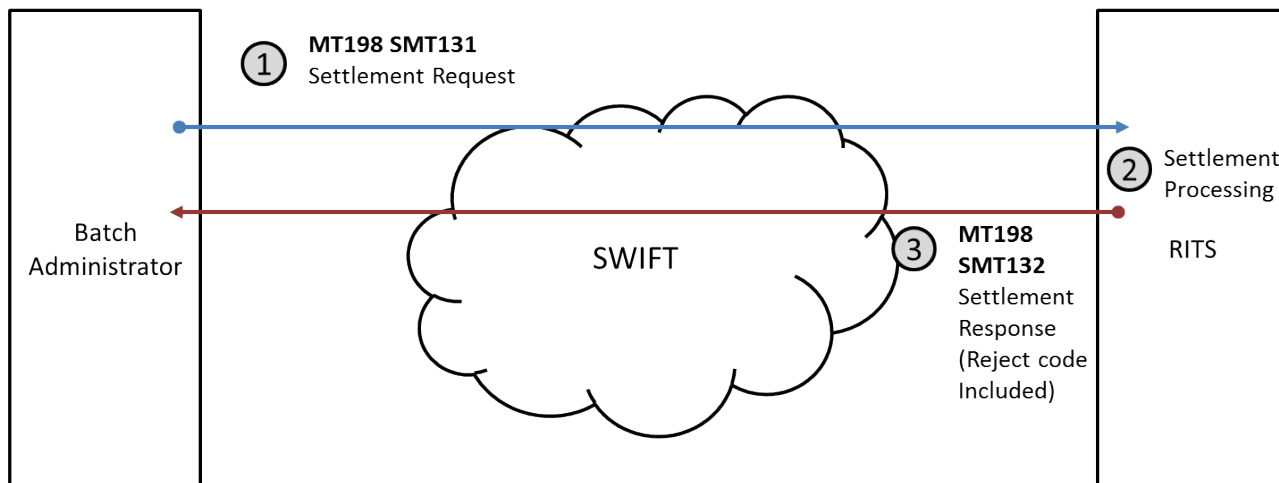 1
MT198 SMT131
Settlement Request
2
Settlement
Processing
Batch
Administrator
SWIFT
3
MT198
SMT132
Settlement
Response
(Reject code
Included)
RITS